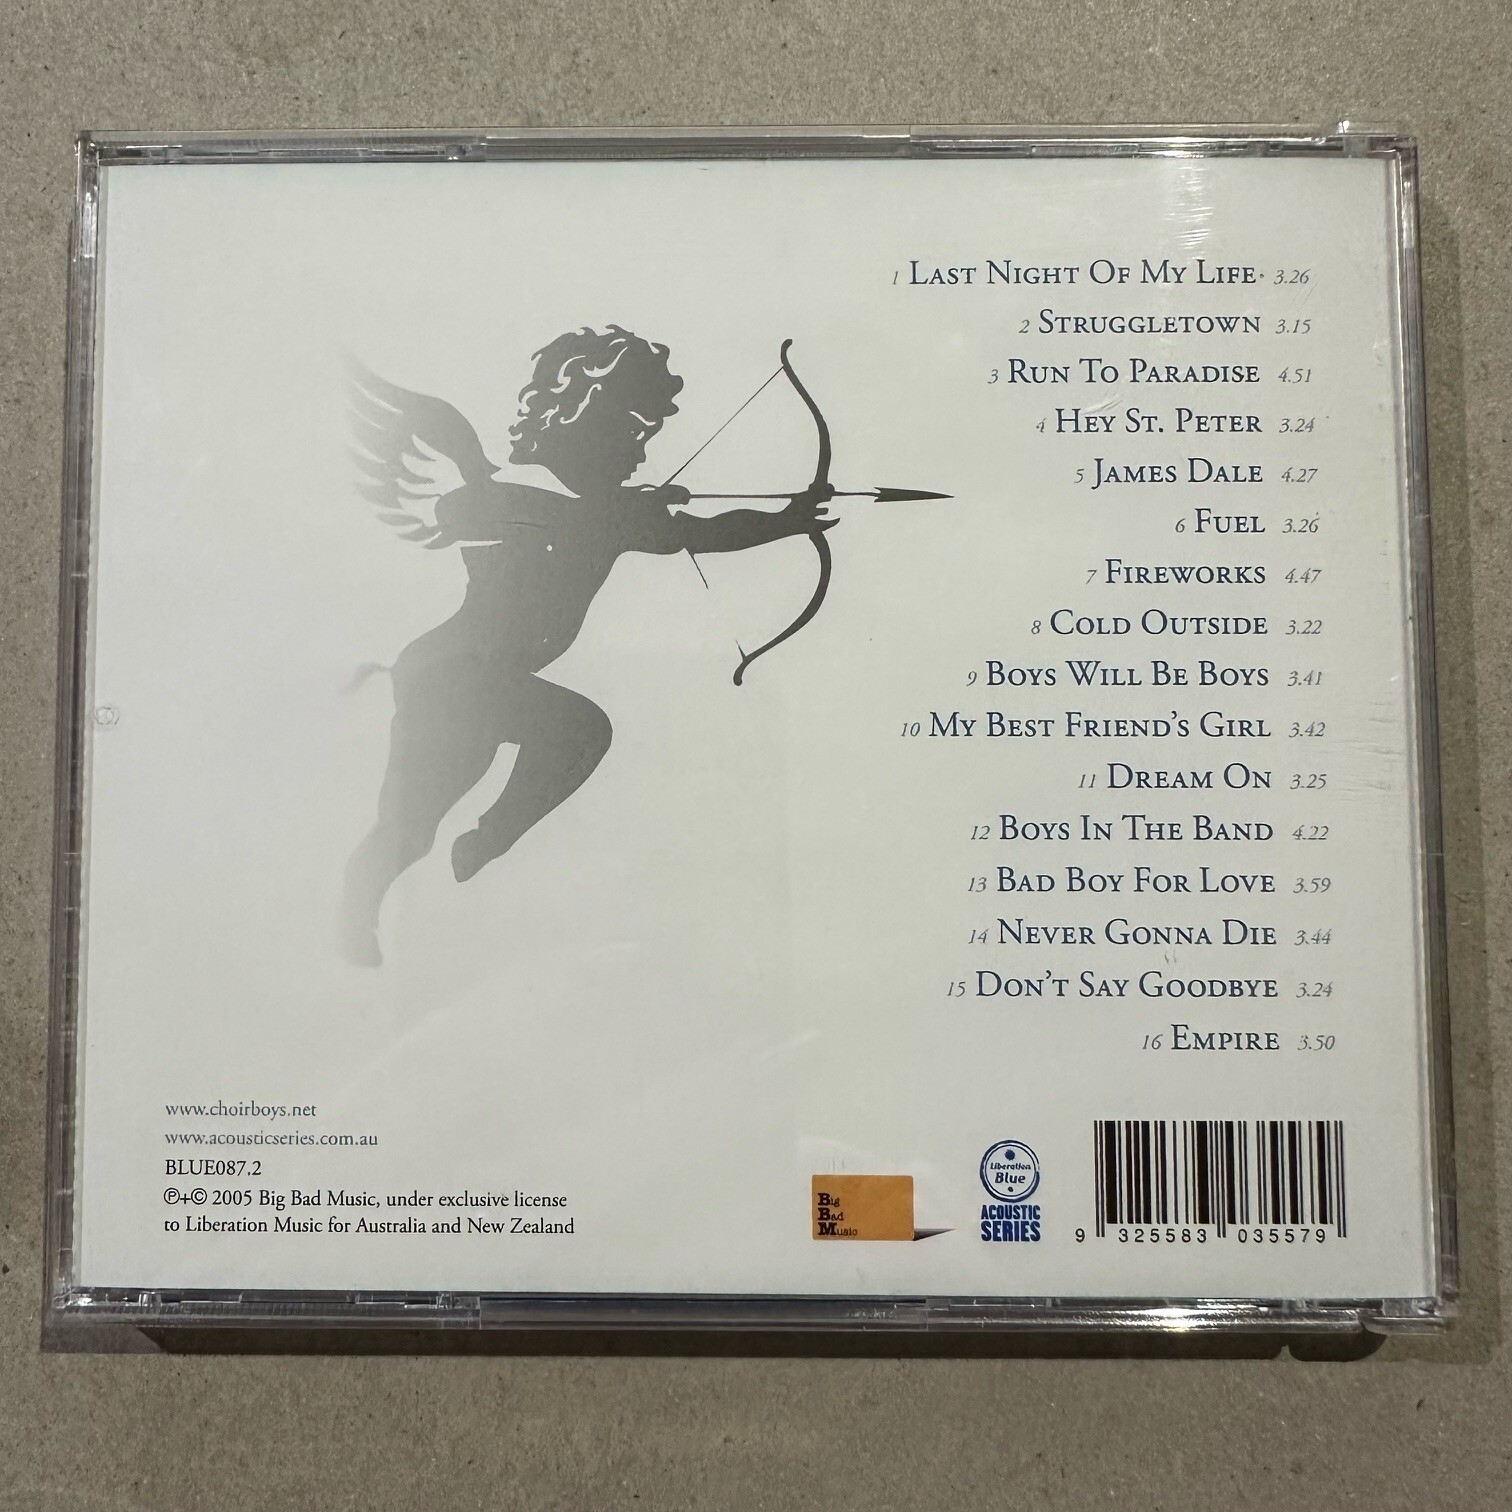 1 Last Night Of My Life 3.26
2 Struggletown 3.15
3 Run To Paradise 4.51
4 Hey St. Peter 3.24
5 James Dale 4.27
6 Fuel 3.26
7 Fireworks 4.47
8 Cold Outside 3.22
9 Boys Will Be Boys 3.41
10 My Best Friend's Girl 3.42
11 Dream On 3.25
12 Boys In The Band 4.22
13 Bad Boy For Love 3.59
14 Never Gonna Die 3.44
15 Don't Say Goodbye 3.24
16 Empire 3.50
www.choirboys.net
www.acousticseries.com.au
BLUE087.2
℗+© 2005 Big Bad Music, under exclusive license
to Liberation Music for Australia and New Zealand
Big
Bad
Music
Liberation
Blue
ACOUSTIC
SERIES
9 325583 035579